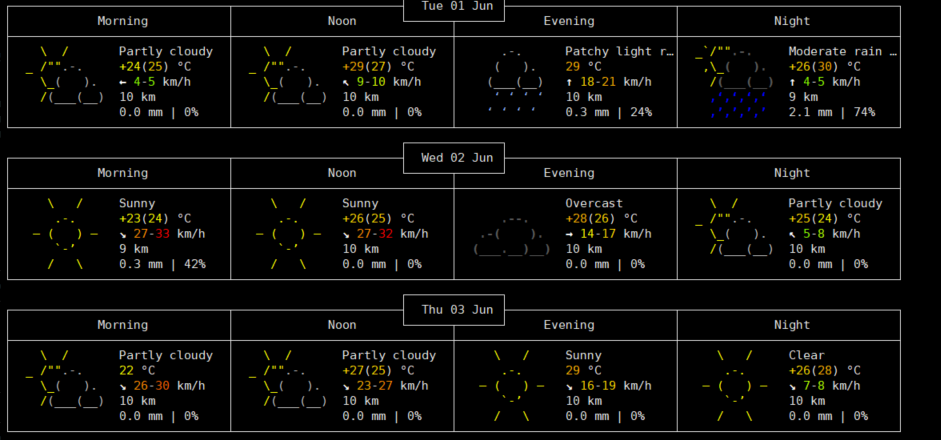 Tue 01 Jun
Morning Noon Evening Night
Partly cloudy Partly cloudy Patchy light r… Moderate rain …
+24(25) °C +29(27) °C 29 °C +26(30) °C
← 4-5 km/h ↖ 9-10 km/h ↑ 18-21 km/h ↑ 4-5 km/h
10 km 10 km 10 km 9 km
0.0 mm | 0% 0.0 mm | 0% 0.3 mm | 24% 2.1 mm | 74%
Wed 02 Jun
Morning Noon Evening Night
Sunny Sunny Overcast Partly cloudy
+23(24) °C +26(25) °C +28(26) °C +25(24) °C
↘ 27-33 km/h ↘ 27-32 km/h → 14-17 km/h ↖ 5-8 km/h
9 km 10 km 10 km 10 km
0.3 mm | 42% 0.0 mm | 0% 0.0 mm | 0% 0.0 mm | 0%
Thu 03 Jun
Morning Noon Evening Night
Partly cloudy Partly cloudy Sunny Clear
22 °C +27(25) °C 29 °C +26(28) °C
↘ 26-30 km/h ↘ 23-27 km/h ↘ 16-19 km/h ↘ 7-8 km/h
10 km 10 km 10 km 10 km
0.0 mm | 0% 0.0 mm | 0% 0.0 mm | 0% 0.0 mm | 0%